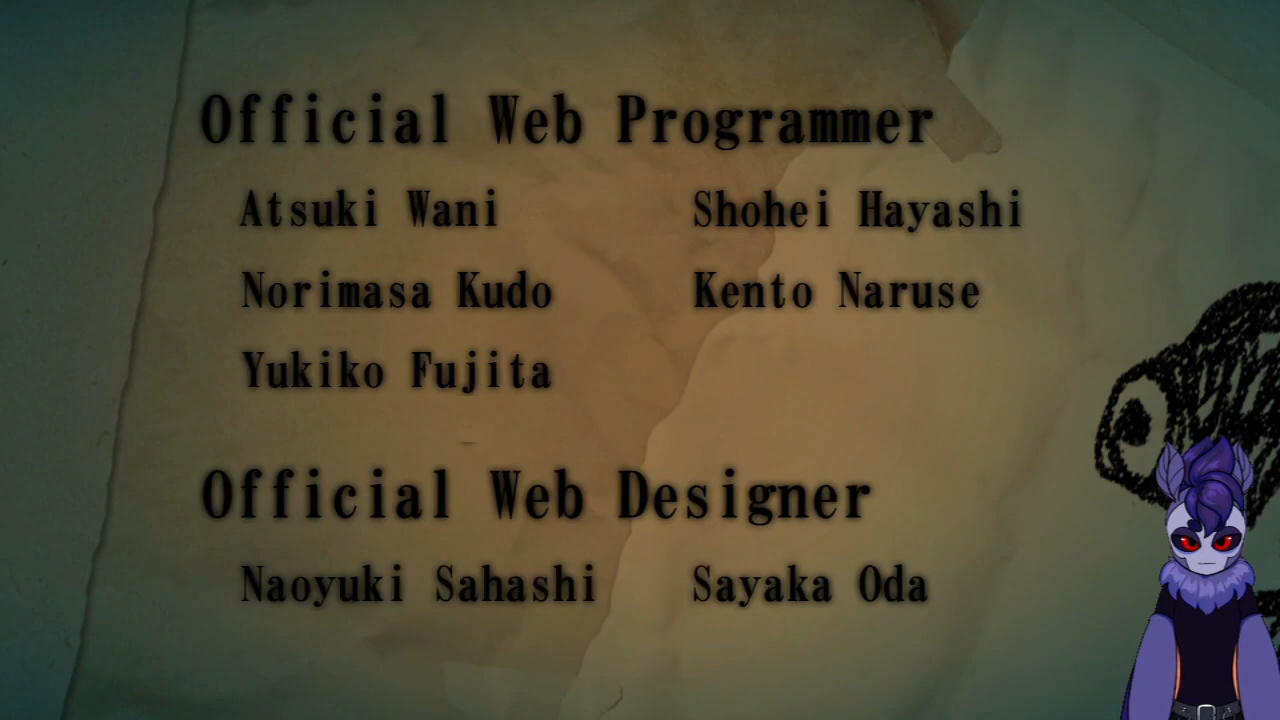 Official Web Programmer
Atsuki Wani Shohei Hayashi
Norimasa Kudo Kento Naruse
Yukiko Fujita
Official Web Designer
Naoyuki Sahashi Sayaka Oda